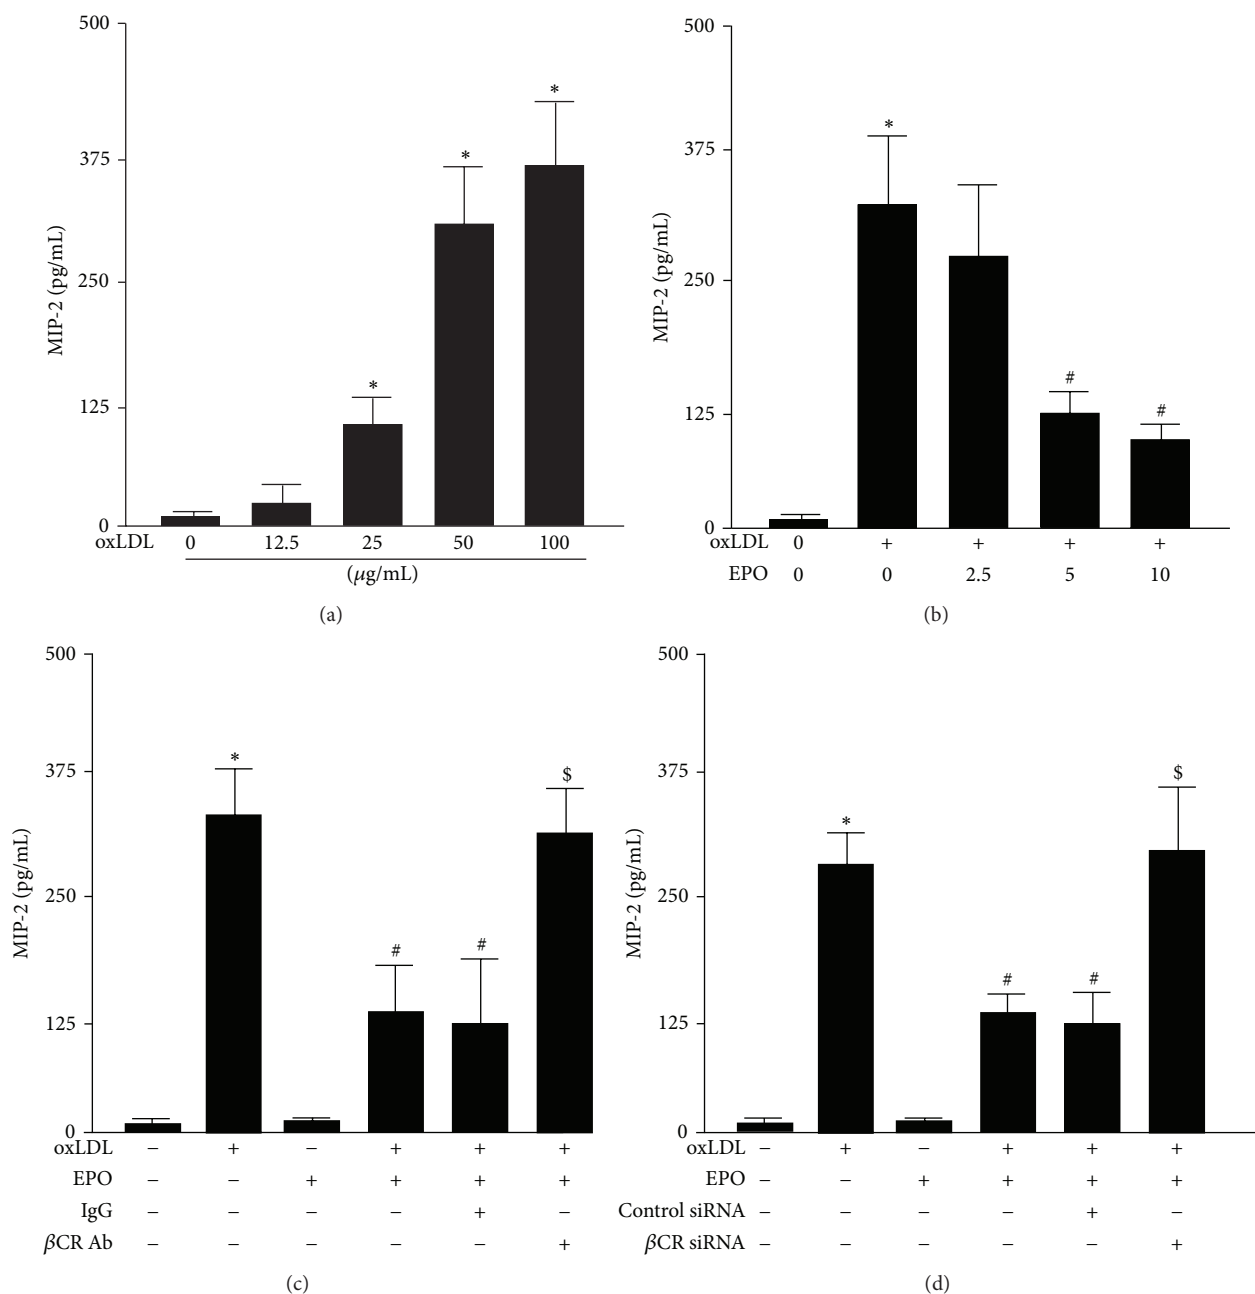 500
375
250
125
0
MIP-2 (pg/mL)
* * * *
oxLDL 0 12.5 25 50 100
(μg/mL)
(a)
500
375
250
125
0
MIP-2 (pg/mL)
* # #
oxLDL 0 + + + +
EPO 0 0 2.5 5 10
(b)
500
375
250
125
0
MIP-2 (pg/mL)
* # # $
oxLDL − + − + + +
EPO − − + + + +
IgG − − − − + −
βCR Ab − − − − − +
(c)
500
375
250
125
0
MIP-2 (pg/mL)
* # # $
oxLDL − + − + + +
EPO − − + + + +
Control siRNA − − − − + −
βCR siRNA − − − − − +
(d)